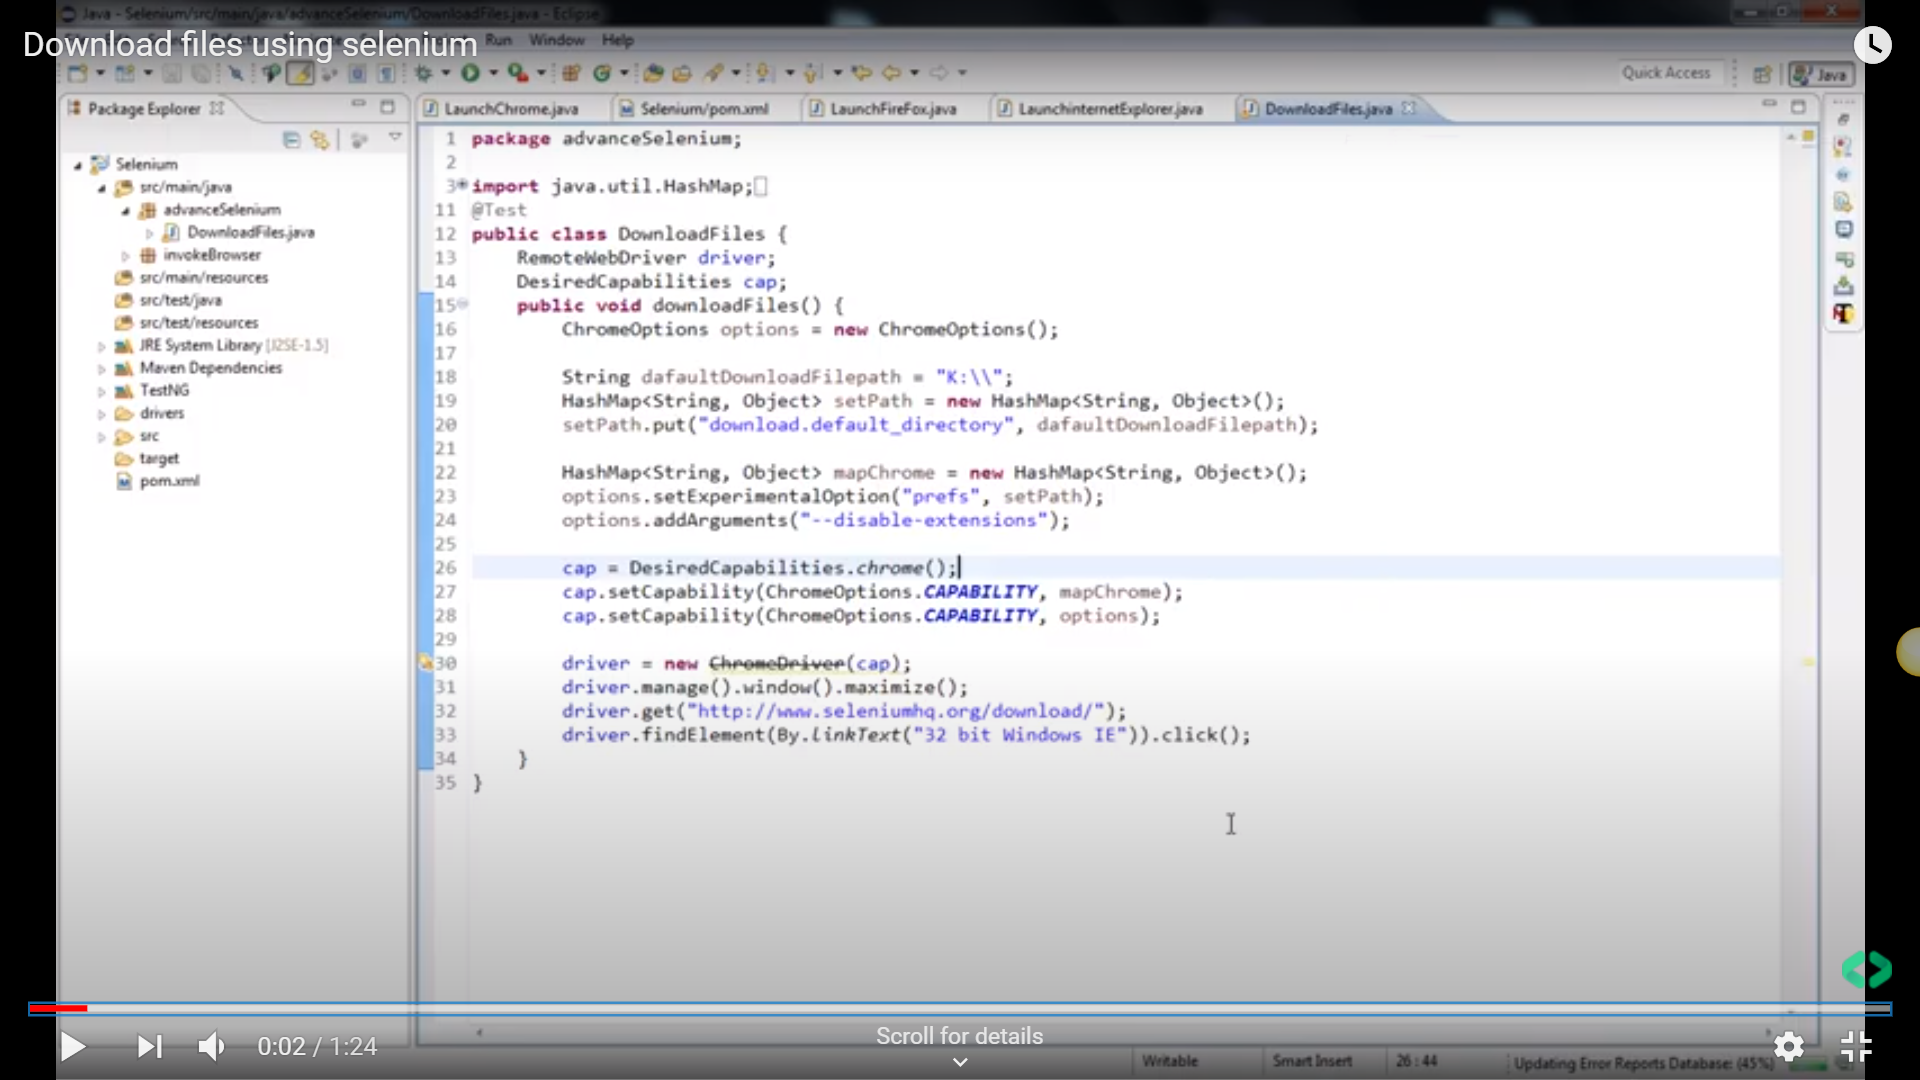 Java - Selenium/src/main/java/advanceSelenium/DownloadFiles.java - Eclipse
Download files using selenium
Run Window Help
Quick Access
Java
Package Explorer
LaunchChrome.java
Selenium/pom.xml
LaunchFireFox.java
LaunchinternetExplorer.java
DownloadFiles.java
Selenium
src/main/java
advanceSelenium
DownloadFiles.java
invokeBrowser
src/main/resources
src/test/java
src/test/resources
JRE System Library [J2SE-1.5]
Maven Dependencies
TestNG
drivers
src
target
pom.xml
1 package advanceSelenium;
2
3 import java.util.HashMap;
11 @Test
12 public class DownloadFiles {
13 RemoteWebDriver driver;
14 DesiredCapabilities cap;
15 public void downloadFiles() {
16 ChromeOptions options = new ChromeOptions();
17
18 String dafaultDownloadFilepath = "K:\\";
19 HashMap<String, Object> setPath = new HashMap<String, Object>();
20 setPath.put("download.default_directory", dafaultDownloadFilepath);
21
22 HashMap<String, Object> mapChrome = new HashMap<String, Object>();
23 options.setExperimentalOption("prefs", setPath);
24 options.addArguments("--disable-extensions");
25
26 cap = DesiredCapabilities.chrome();
27 cap.setCapability(ChromeOptions.CAPABILITY, mapChrome);
28 cap.setCapability(ChromeOptions.CAPABILITY, options);
29
30 driver = new ChromeDriver(cap);
31 driver.manage().window().maximize();
32 driver.get("http://www.seleniumhq.org/download/");
33 driver.findElement(By.linkText("32 bit Windows IE")).click();
34 }
35 }
0:02 / 1:24
Scroll for details
Writable
Smart Insert
26 : 44
Updating Error Reports Database: (45%)